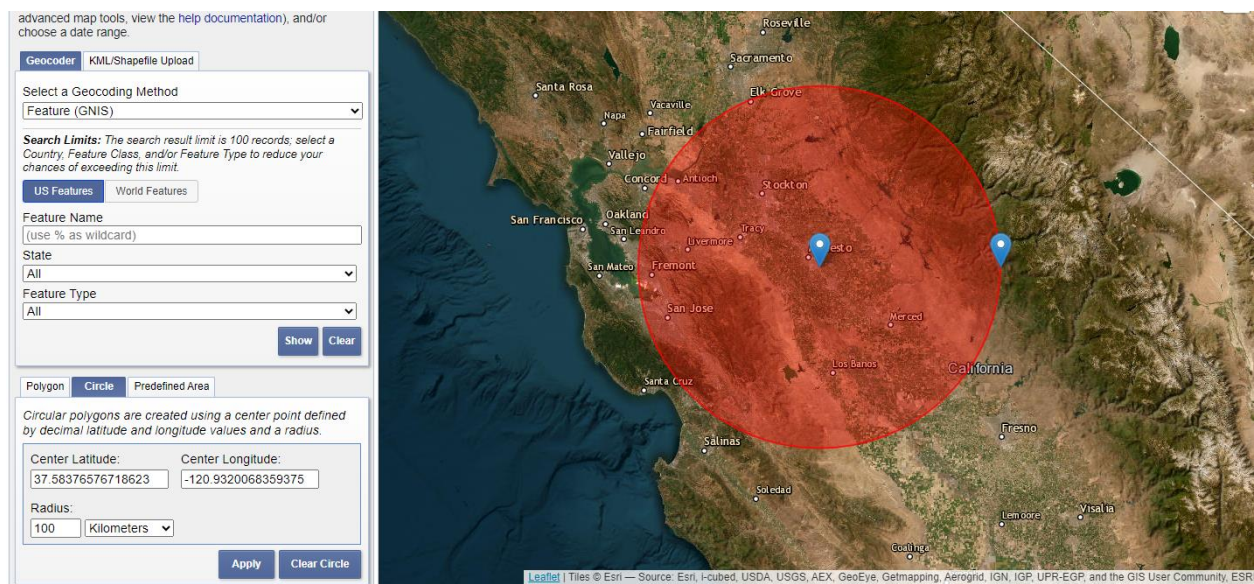 advanced map tools, view the help documentation), and/or
choose a date range.
Geocoder
KML/Shapefile Upload
Select a Geocoding Method
Feature (GNIS)
Search Limits: The search result limit is 100 records; select a
Country, Feature Class, and/or Feature Type to reduce your
chances of exceeding this limit.
US Features
World Features
Feature Name
(use % as wildcard)
State
All
Feature Type
All
Show
Clear
Polygon
Circle
Predefined Area
Circular polygons are created using a center point defined
by decimal latitude and longitude values and a radius.
Center Latitude:
Center Longitude:
37.58376576718623
-120.9320068359375
Radius:
100
Kilometers
Apply
Clear Circle
Roseville
Sacramento
Santa Rosa
Elk Grove
Vacaville
Napa
Fairfield
Vallejo
Concord
Antioch
Stockton
San Francisco
Oakland
San Leandro
Tracy
Livermore
esto
San Mateo
Fremont
San Jose
Merced
Los Banos
California
Santa Cruz
Salinas
Fresno
Soledad
Lemoore
Visalia
Coalinga
Leaflet | Tiles © Esri — Source: Esri, i-cubed, USDA, USGS, AEX, GeoEye, Getmapping, Aerogrid, IGN, IGP, UPR-EGP, and the GIS User Community, ESR